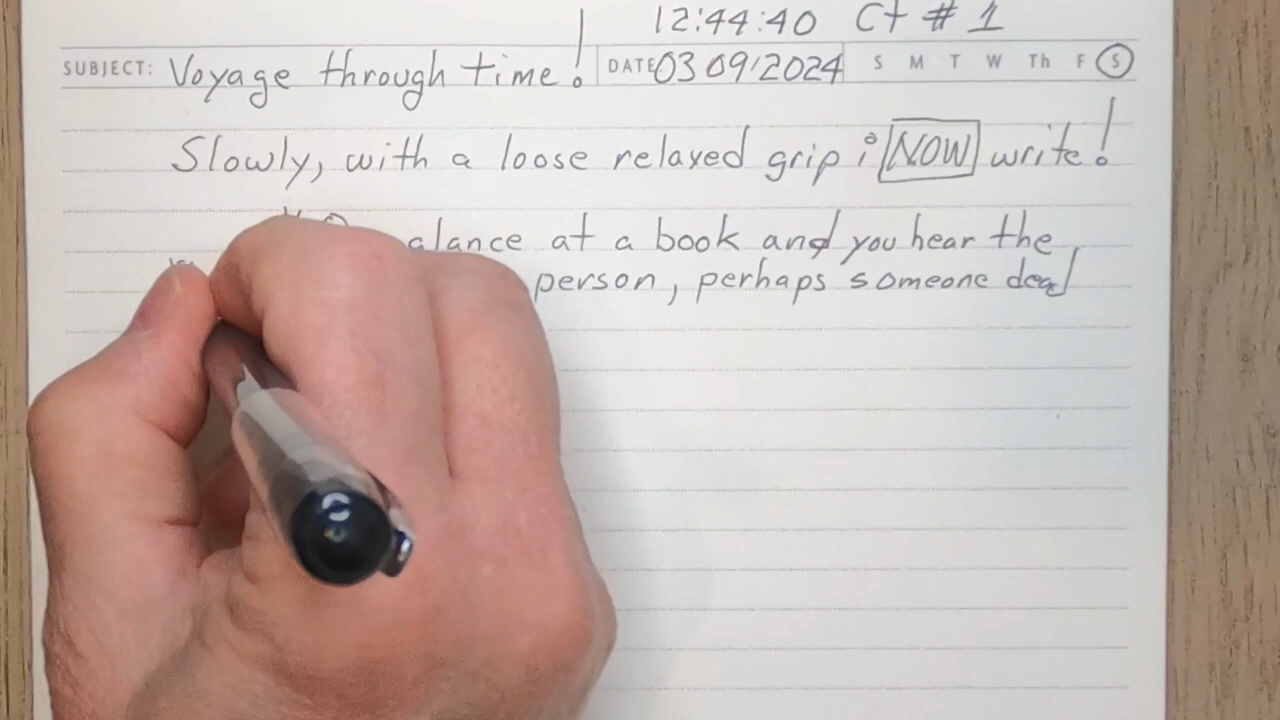 12:44:40 Ct # 1
SUBJECT: Voyage through time! DATE 03 09/2024 S M T W Th F S
Slowly, with a loose relaxed grip; NOW write!
glance at a book and you hear the
person, perhaps someone dead